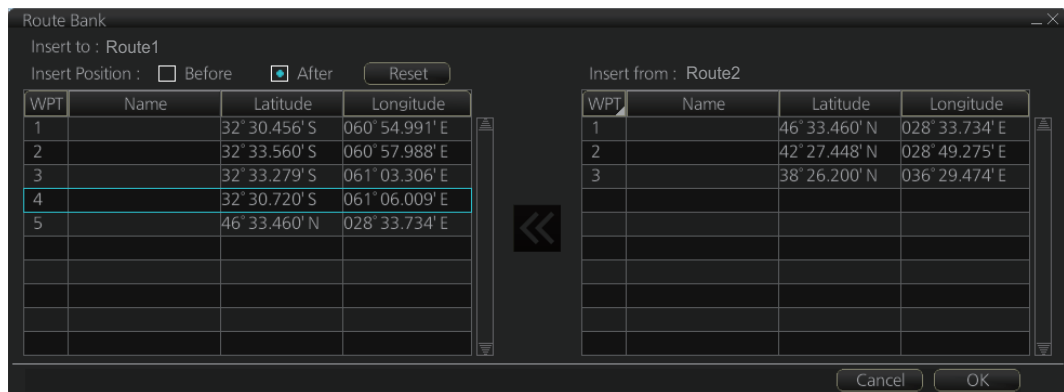 Route Bank
Insert to : Route1
Insert Position : Before After Reset Insert from : Route2
WPT Name Latitude Longitude WPT Name Latitude Longitude
1 32°30.456' S 060°54.991' E 1 46°33.460' N 028°33.734' E
2 32°33.560' S 060°57.988' E 2 42°27.448' N 028°49.275' E
3 32°33.279' S 061°03.306' E 3 38°26.200' N 036°29.474' E
4 32°30.720' S 061°06.009' E
5 46°33.460' N 028°33.734' E
Cancel OK